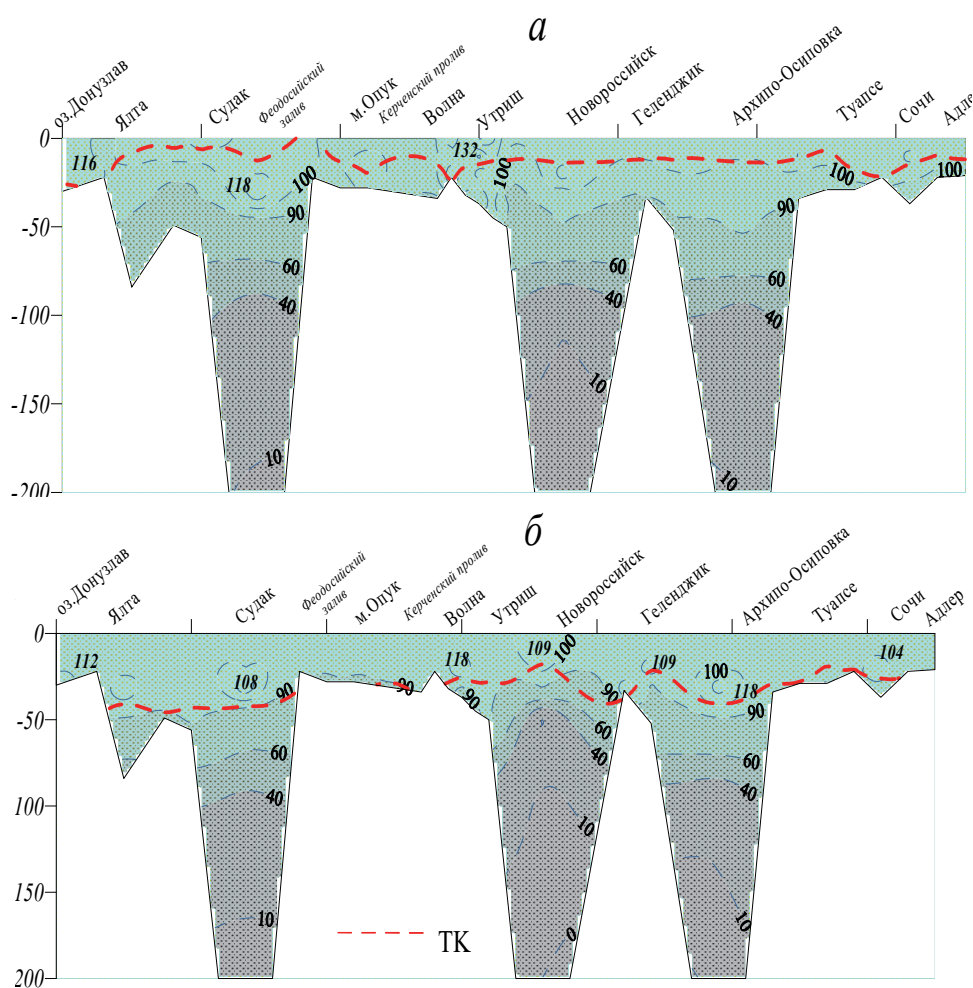 а
оз.Донузлав
Ялта
Судак
Феодосийский залив
м.Опук
Керченский пролив
Волна
Утриш
Новороссийск
Геленджик
Архипо-Осиповка
Туапсе
Сочи
Адлер
0
-50
-100
-150
-200
116
118
100
90
60
40
10
132
100
60
40
10
90
60
40
10
100
100
б
оз.Донузлав
Ялта
Судак
Феодосийский
залив
м.Опук
Керченский пролив
Волна
Утриш
Новороссийск
Геленджик
Архипо-Осиповка
Туапсе
Сочи
Адлер
0
-50
100
150
200
112
108
90
60
40
10
90
118
90
109
100
90
60
40
10
0
109
100
118
90
60
40
10
104
ТК